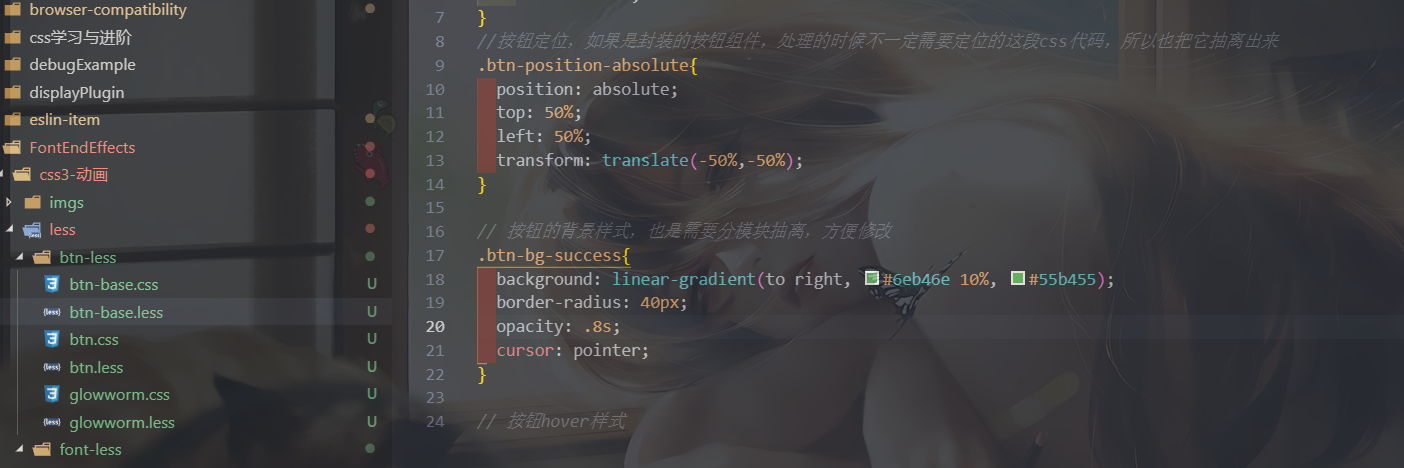 browser-compatibility
css学习与进阶
debugExample
displayPlugin
eslin-item
FontEndEffects
css3-动画
imgs
less
btn-less
btn-base.css U
btn-base.less U
btn.css U
btn.less U
glowworm.css U
glowworm.less U
font-less
7 }
8 //按钮定位，如果是封装的按钮组件，处理的时候不一定需要定位的这段css代码，所以也把它抽离出来
9 .btn-position-absolute{
10 position: absolute;
11 top: 50%;
12 left: 50%;
13 transform: translate(-50%,-50%);
14 }
15
16 // 按钮的背景样式，也是需要分模块抽离，方便修改
17 .btn-bg-success{
18 background: linear-gradient(to right, #6eb46e 10%, #55b455);
19 border-radius: 40px;
20 opacity: .8s;
21 cursor: pointer;
22 }
23
24 // 按钮hover样式